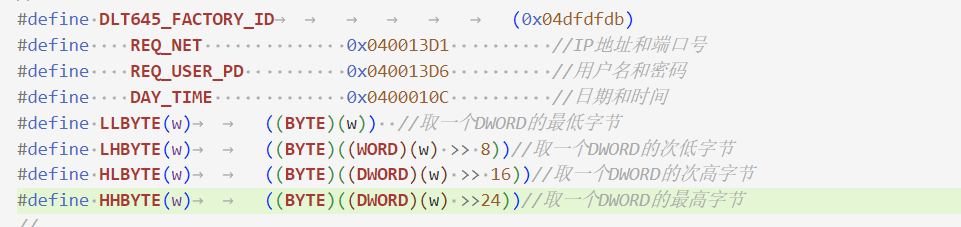 #define DLT645_FACTORY_ID (0x04dfdfdb)
#define REQ_NET 0x040013D1 //IP地址和端口号
#define REQ_USER_PD 0x040013D6 //用户名和密码
#define DAY_TIME 0x0400010C //日期和时间
#define LLBYTE(w) ((BYTE)(w)) //取一个DWORD的最低字节
#define LHBYTE(w) ((BYTE)((WORD)(w) >> 8))//取一个DWORD的次低字节
#define HLBYTE(w) ((BYTE)((DWORD)(w) >> 16))//取一个DWORD的次高字节
#define HHBYTE(w) ((BYTE)((DWORD)(w) >>24))//取一个DWORD的最高字节
//